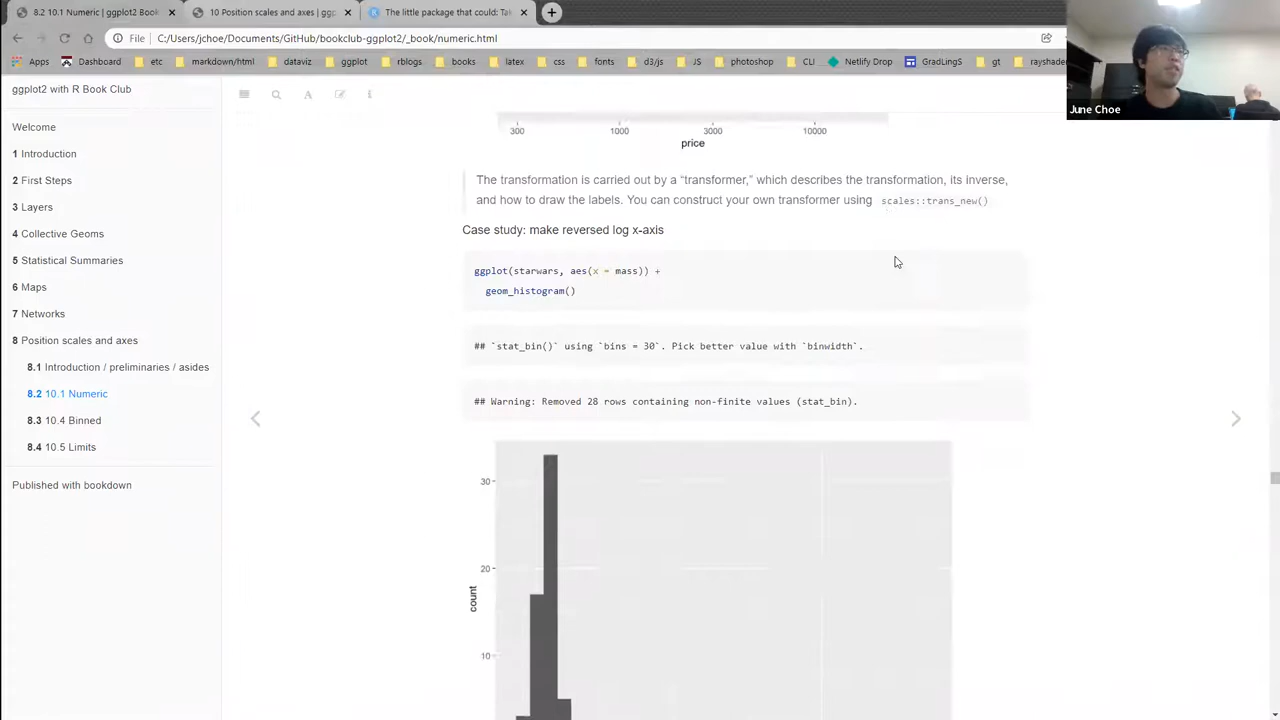 8.2 10.1 Numeric | ggplot2 Book
10 Position scales and axes | ggp
The little package that could: Tak
File
C:/Users/jchoe/Documents/GitHub/bookclub-ggplot2/_book/numeric.html
Apps
Dashboard
etc
markdown/html
dataviz
ggplot
rblogs
books
latex
css
fonts
d3/js
JS
photoshop
CLI
Netlify Drop
GradLingS
gt
rayshader
June Choe
ggplot2 with R Book Club
Welcome
1 Introduction
2 First Steps
3 Layers
4 Collective Geoms
5 Statistical Summaries
6 Maps
7 Networks
8 Position scales and axes
8.1 Introduction / preliminaries / asides
8.2 10.1 Numeric
8.3 10.4 Binned
8.4 10.5 Limits
Published with bookdown
300 1000 3000 10000
price
The transformation is carried out by a “transformer,” which describes the transformation, its inverse,
and how to draw the labels. You can construct your own transformer using scales::trans_new()
Case study: make reversed log x-axis
ggplot(starwars, aes(x = mass)) +
geom_histogram()
## `stat_bin()` using `bins = 30`. Pick better value with `binwidth`.
## Warning: Removed 28 rows containing non-finite values (stat_bin).
30
20
10
count